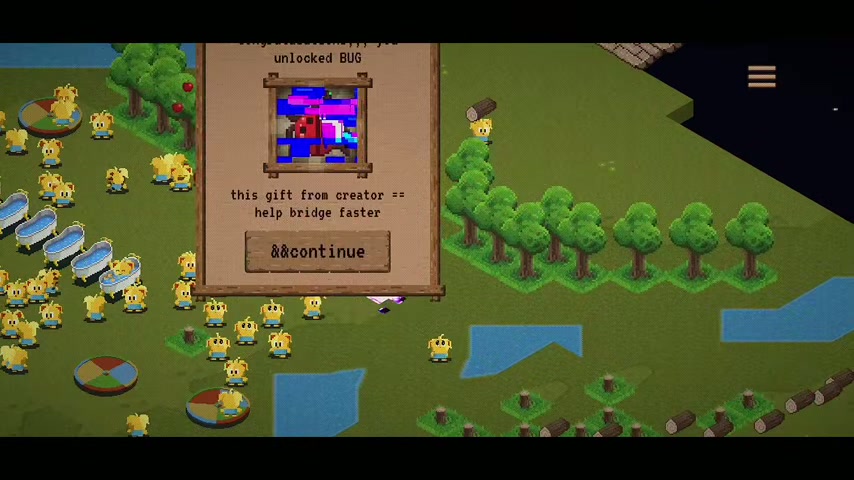 unlocked BUG
this gift from creator ==
help bridge faster
&&continue